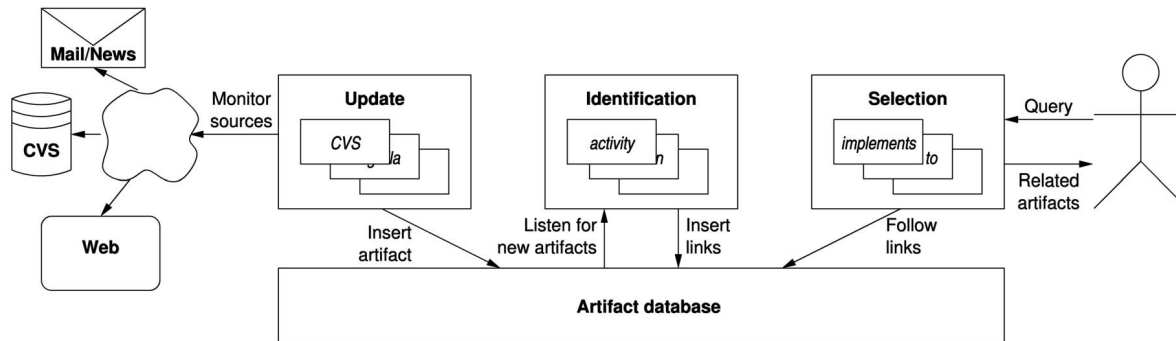 Mail/News
CVS
Web
Monitor
sources
Update
CVS
Insert
artifact
Identification
activity
Listen for
new artifacts
Insert
links
Selection
implements
to
Follow
links
Query
Related
artifacts
Artifact database